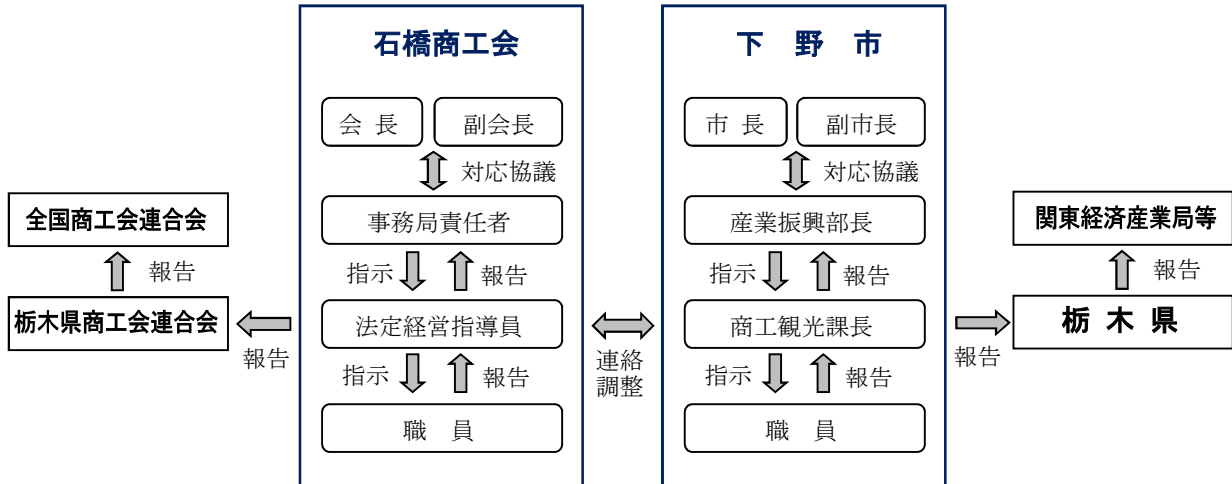 石橋商工会
会 長
副会長
対応協議
事務局責任者
指示
報告
法定経営指導員
指示
報告
職 員
全国商工会連合会
報告
栃木県商工会連合会
報告
連絡
調整
下 野 市
市 長
副市長
対応協議
産業振興部長
指示
報告
商工観光課長
指示
報告
職 員
関東経済産業局等
報告
栃 木 県
報告